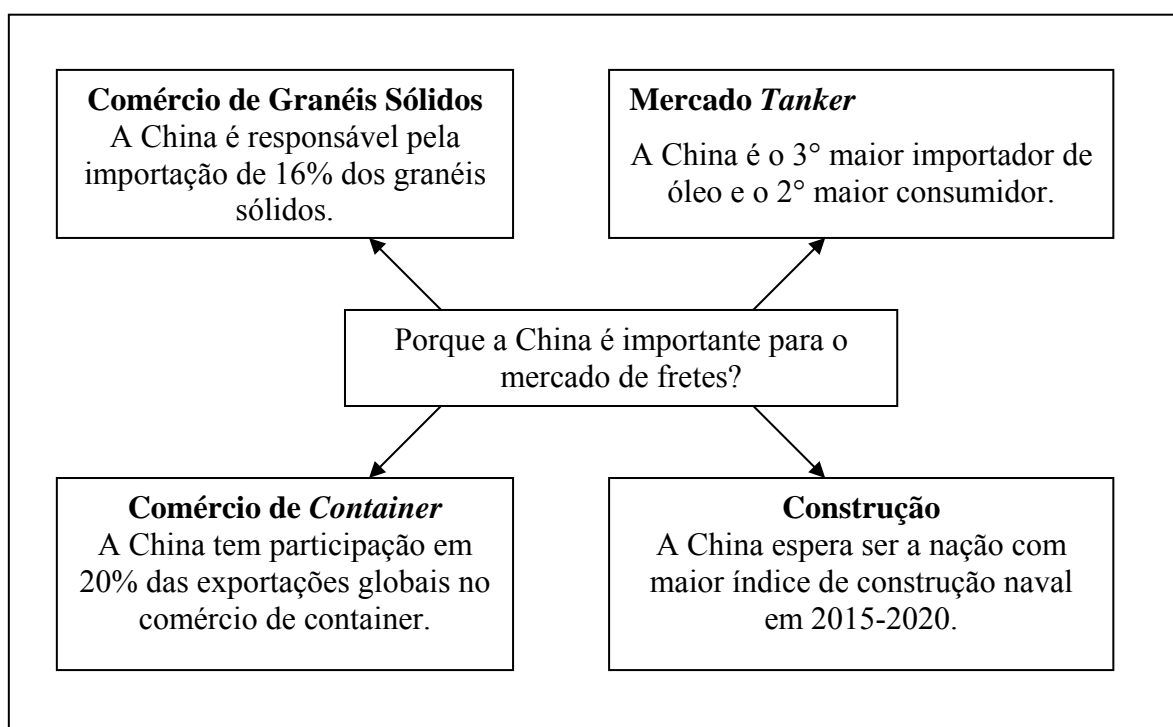 Comércio de Granéis Sólidos
A China é responsável pela
importação de 16% dos granéis
sólidos.
Mercado Tanker
A China é o 3° maior importador de
óleo e o 2° maior consumidor.
Porque a China é importante para o
mercado de fretes?
Comércio de Container
A China tem participação em
20% das exportações globais no
comércio de container.
Construção
A China espera ser a nação com
maior índice de construção naval
em 2015-2020.